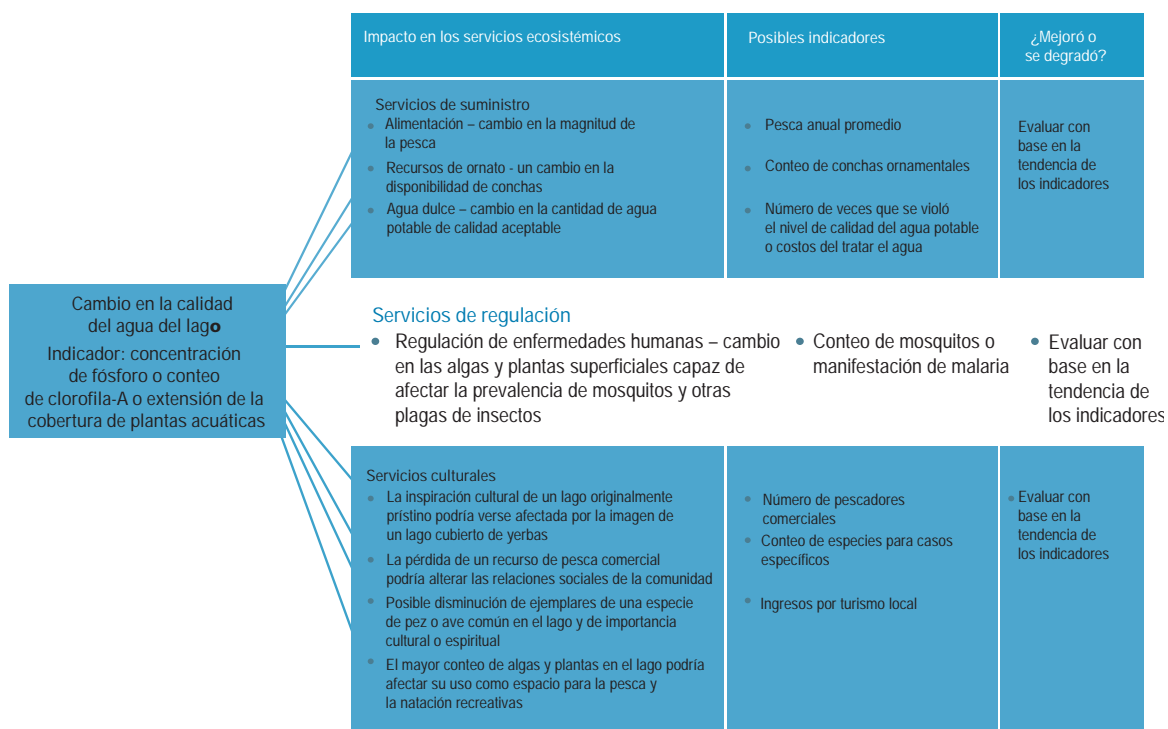 Impacto en los servicios ecosistémicos
Posibles indicadores
¿Mejoró o
se degradó?
Servicios de suministro
• Alimentación – cambio en la magnitud de
la pesca
• Recursos de ornato - un cambio en la
disponibilidad de conchas
• Agua dulce – cambio en la cantidad de agua
potable de calidad aceptable
• Pesca anual promedio
• Conteo de conchas ornamentales
• Número de veces que se violó
el nivel de calidad del agua potable
o costos del tratar el agua
Evaluar con
base en la
tendencia de
los indicadores
Cambio en la calidad
del agua del lago
Indicador: concentración
de fósforo o conteo
de clorofila-A o extensión de la
cobertura de plantas acuáticas
Servicios de regulación
• Regulación de enfermedades humanas – cambio
en las algas y plantas superficiales capaz de
afectar la prevalencia de mosquitos y otras
plagas de insectos
• Conteo de mosquitos o
manifestación de malaria
• Evaluar con
base en la
tendencia de
los indicadores
Servicios culturales
• La inspiración cultural de un lago originalmente
prístino podría verse afectada por la imagen de
un lago cubierto de yerbas
• La pérdida de un recurso de pesca comercial
podría alterar las relaciones sociales de la comunidad
• Posible disminución de ejemplares de una especie
de pez o ave común en el lago y de importancia
cultural o espiritual
• El mayor conteo de algas y plantas en el lago podría
afectar su uso como espacio para la pesca y
la natación recreativas
• Número de pescadores
comerciales
• Conteo de especies para casos
específicos
• Ingresos por turismo local
• Evaluar con
base en la
tendencia de
los indicadores